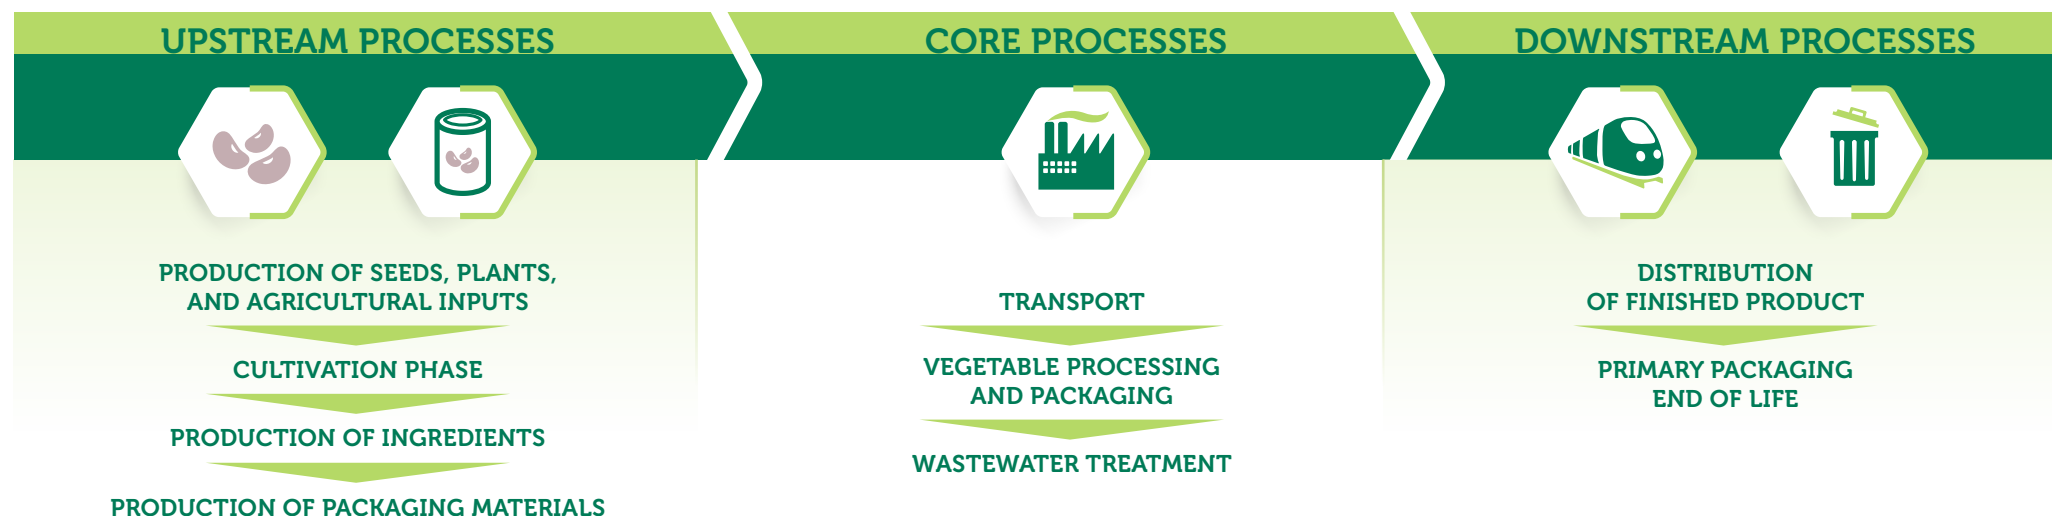 UPSTREAM PROCESSES
PRODUCTION OF SEEDS, PLANTS,
AND AGRICULTURAL INPUTS
CULTIVATION PHASE
PRODUCTION OF INGREDIENTS
PRODUCTION OF PACKAGING MATERIALS
CORE PROCESSES
TRANSPORT
VEGETABLE PROCESSING
AND PACKAGING
WASTEWATER TREATMENT
DOWNSTREAM PROCESSES
DISTRIBUTION
OF FINISHED PRODUCT
PRIMARY PACKAGING
END OF LIFE